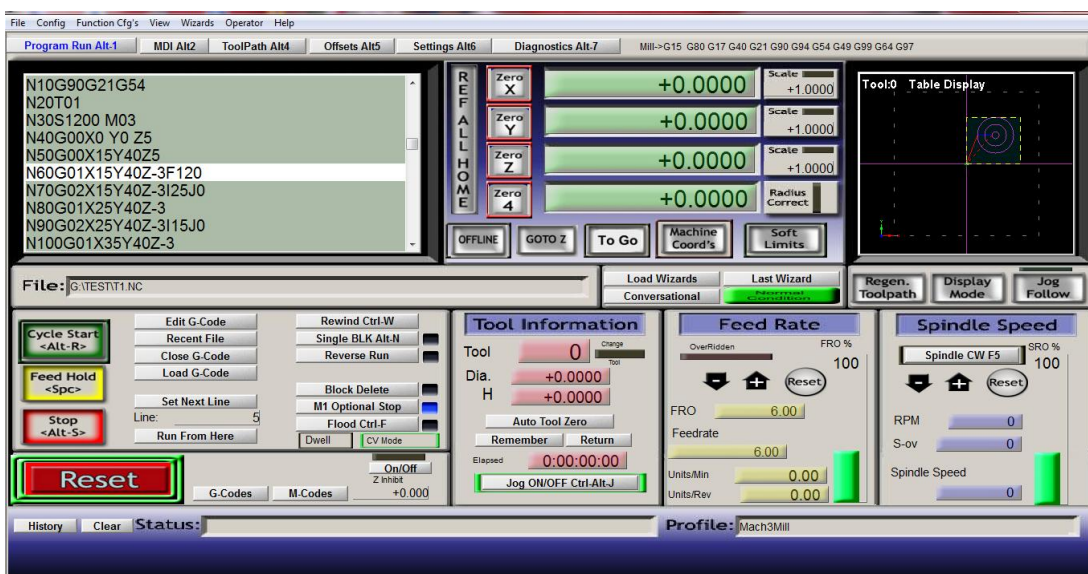 File Config Function Cfg's View Wizards Operator Help
Program Run Alt-1 MDI Alt2 ToolPath Alt4 Offsets Alt5 Settings Alt6 Diagnostics Alt-7 Mill->G15 G80 G17 G40 G21 G90 G94 G54 G49 G99 G64 G97
N10G90G21G54
N20T01
N30S1200 M03
N40G00X0 Y0 Z5
N50G00X15Y40Z5
N60G01X15Y40Z-3F120
N70G02X15Y40Z-3I25J0
N80G01X25Y40Z-3
N90G02X25Y40Z-3I15J0
N100G01X35Y40Z-3
REF ALL HOME
Zero X +0.0000 Scale +1.0000
Zero Y +0.0000 Scale +1.0000
Zero Z +0.0000 Scale +1.0000
Zero 4 +0.0000 Radius Correct
OFFLINE GOTO Z To Go Machine Coord's Soft Limits
Tool:0 Table Display
File: G:\TEST\T1.NC
Load Wizards Last Wizard
Conversational Normal Condition
Regen. Toolpath Display Mode Jog Follow
Cycle Start <Alt-R>
Feed Hold <Spc>
Stop <Alt-S>
Edit G-Code
Recent File
Close G-Code
Load G-Code
Set Next Line
Line: 5
Run From Here
Rewind Ctrl-W
Single BLK Alt-N
Reverse Run
Block Delete
M1 Optional Stop
Flood Ctrl-F
Dwell CV Mode
Reset
G-Codes M-Codes
On/Off
Z Inhibit
+0.000
Tool Information
Tool 0 Change Tool
Dia. +0.0000
H +0.0000
Auto Tool Zero
Remember Return
Elapsed 0:00:00:00
Jog ON/OFF Ctrl-Alt-J
Feed Rate
OverRidden FRO %
100
Reset
FRO 6.00
Feedrate
6.00
Units/Min 0.00
Units/Rev 0.00
Spindle Speed
Spindle CW F5 SRO %
100
Reset
RPM 0
S-ov 0
Spindle Speed
0
History Clear Status: Profile: Mach3Mill